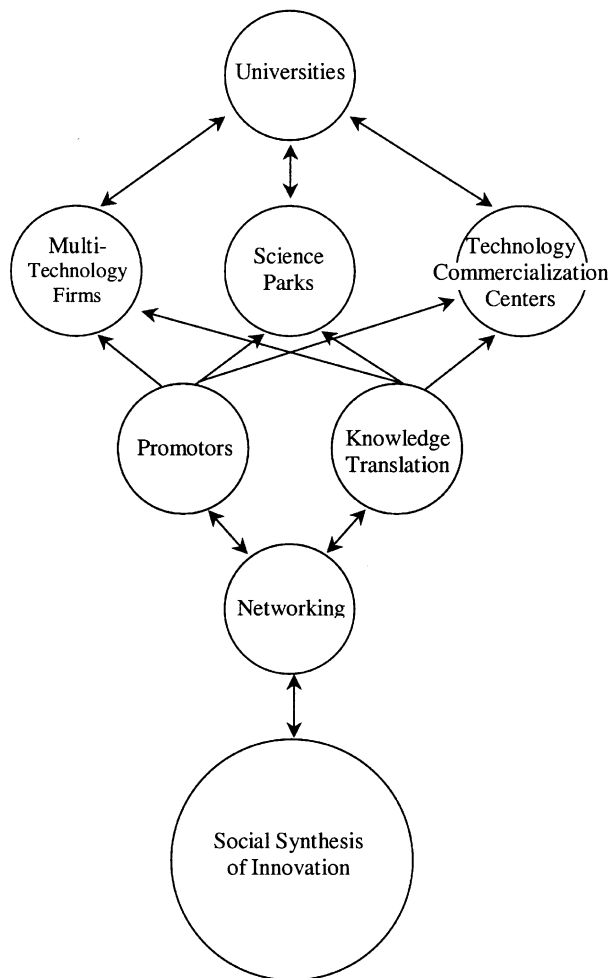 Universities
Multi-
Technology
Firms
Science
Parks
Technology
Commercialization
Centers
Promotors
Knowledge
Translation
Networking
Social Synthesis
of Innovation